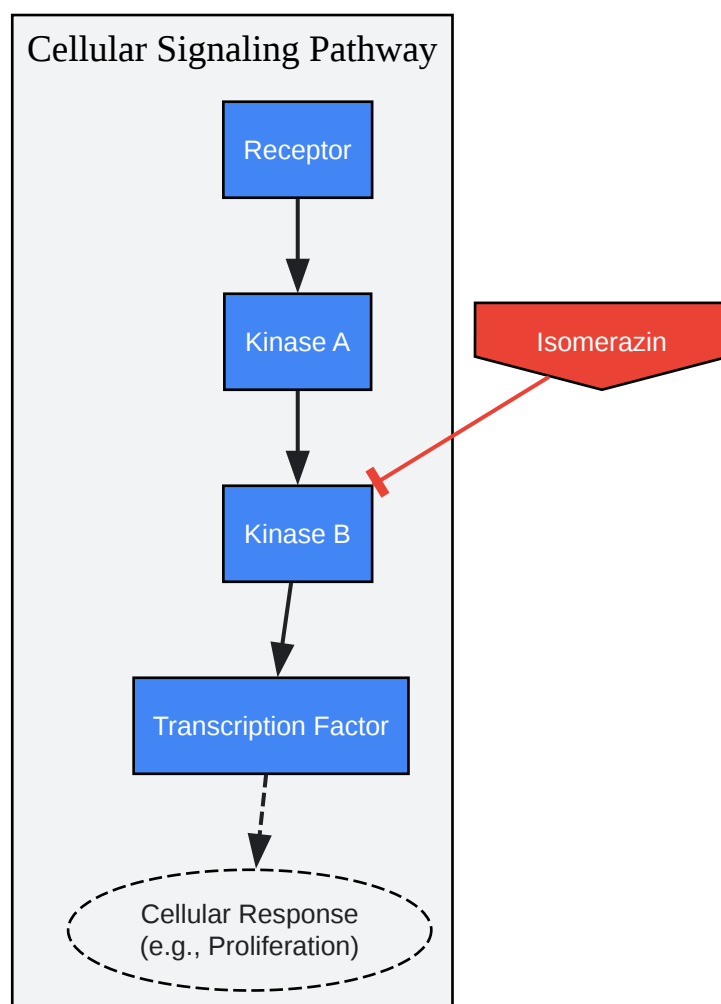 Cellular Signaling Pathway
Receptor
Kinase A
Isomerazin
Kinase B
Transcription Factor
Cellular Response
(e.g., Proliferation)